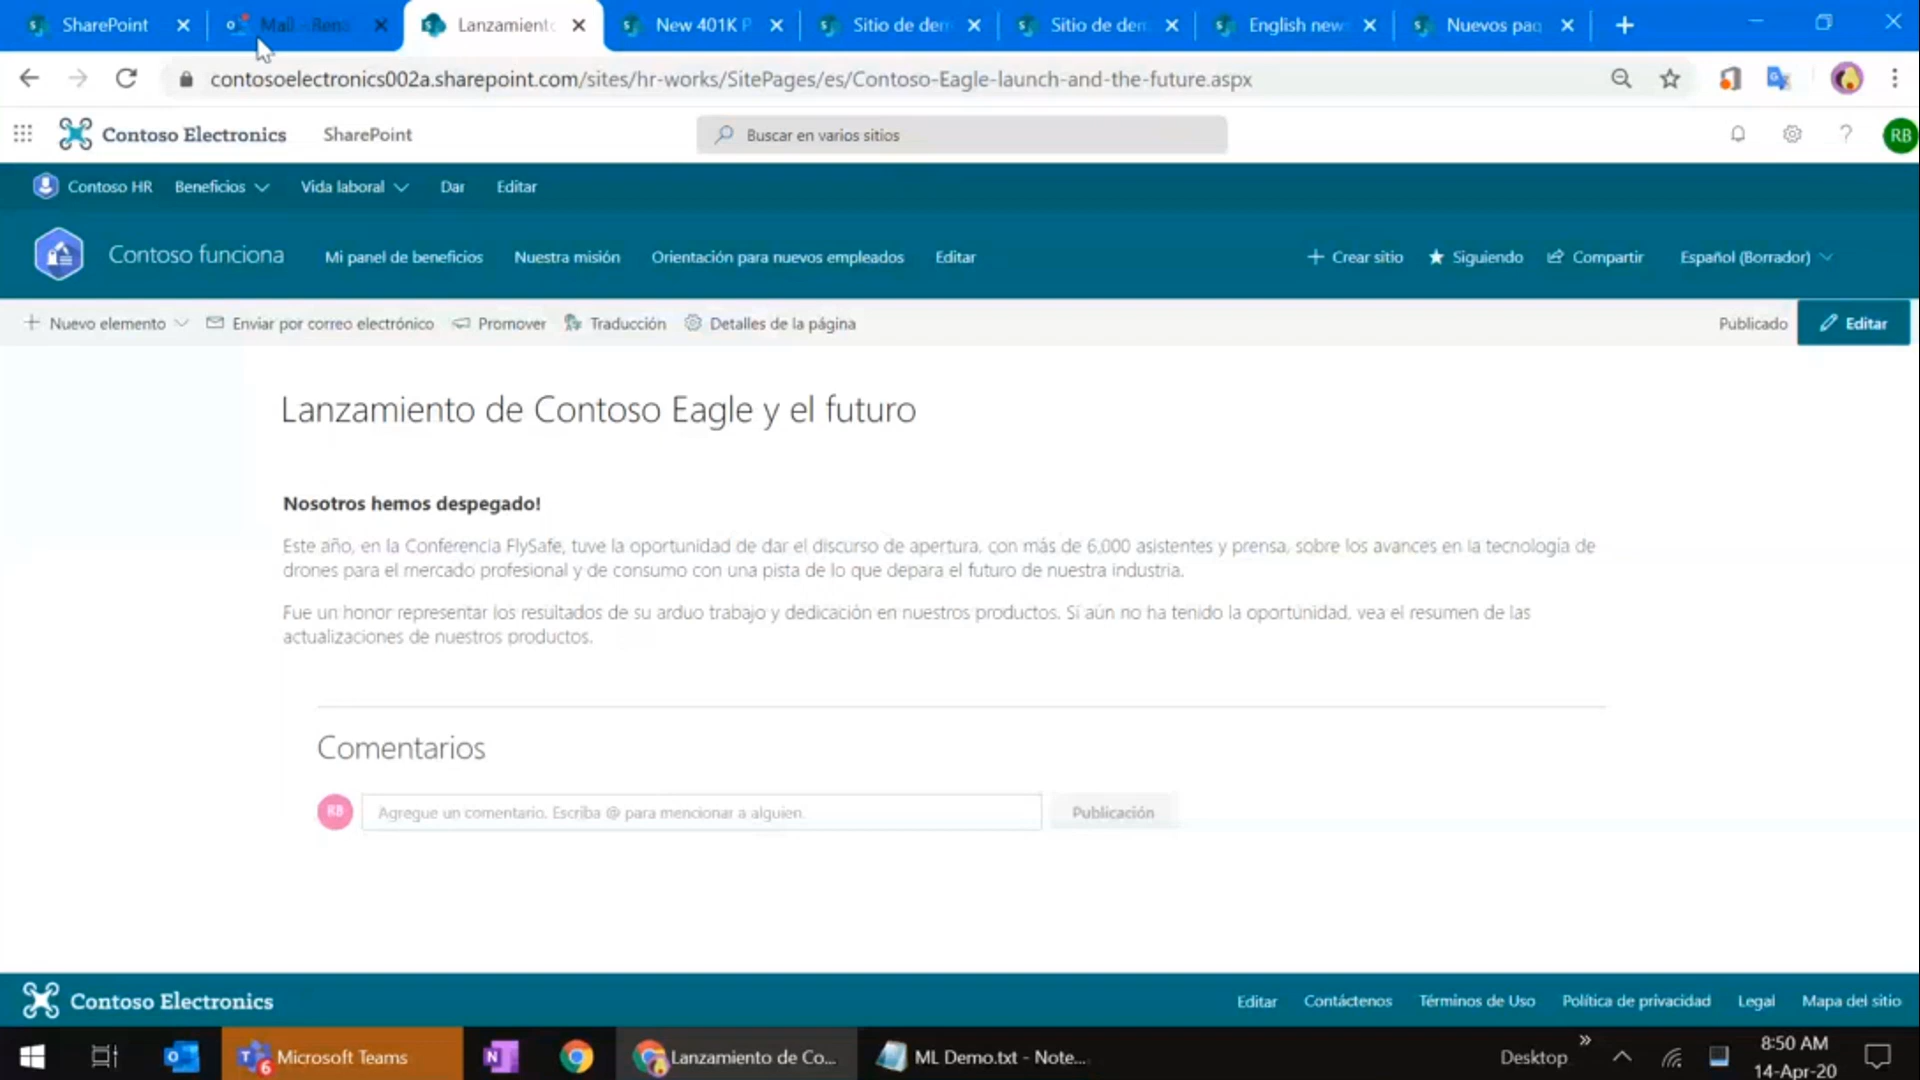 SharePoint
Mail - Rena
Lanzamiento
New 401K P
Sitio de dem
Sitio de dem
English news
Nuevos paq
contosoelectronics002a.sharepoint.com/sites/hr-works/SitePages/es/Contoso-Eagle-launch-and-the-future.aspx
Contoso Electronics
SharePoint
Buscar en varios sitios
RB
Contoso HR
Beneficios
Vida laboral
Dar
Editar
Contoso funciona
Mi panel de beneficios
Nuestra misión
Orientación para nuevos empleados
Editar
Crear sitio
Siguiendo
Compartir
Español (Borrador)
Nuevo elemento
Enviar por correo electrónico
Promover
Traducción
Detalles de la página
Publicado
Editar
Lanzamiento de Contoso Eagle y el futuro
Nosotros hemos despegado!
Este año, en la Conferencia FlySafe, tuve la oportunidad de dar el discurso de apertura, con más de 6,000 asistentes y prensa, sobre los avances en la tecnología de
drones para el mercado profesional y de consumo con una pista de lo que depara el futuro de nuestra industria.
Fue un honor representar los resultados de su arduo trabajo y dedicación en nuestros productos. Si aún no ha tenido la oportunidad, vea el resumen de las
actualizaciones de nuestros productos.
Comentarios
RB
Agregue un comentario. Escriba @ para mencionar a alguien.
Publicación
Contoso Electronics
Editar
Contáctenos
Términos de Uso
Política de privacidad
Legal
Mapa del sitio
6
Microsoft Teams
Lanzamiento de Co...
ML Demo.txt - Note...
Desktop
8:50 AM
14-Apr-20